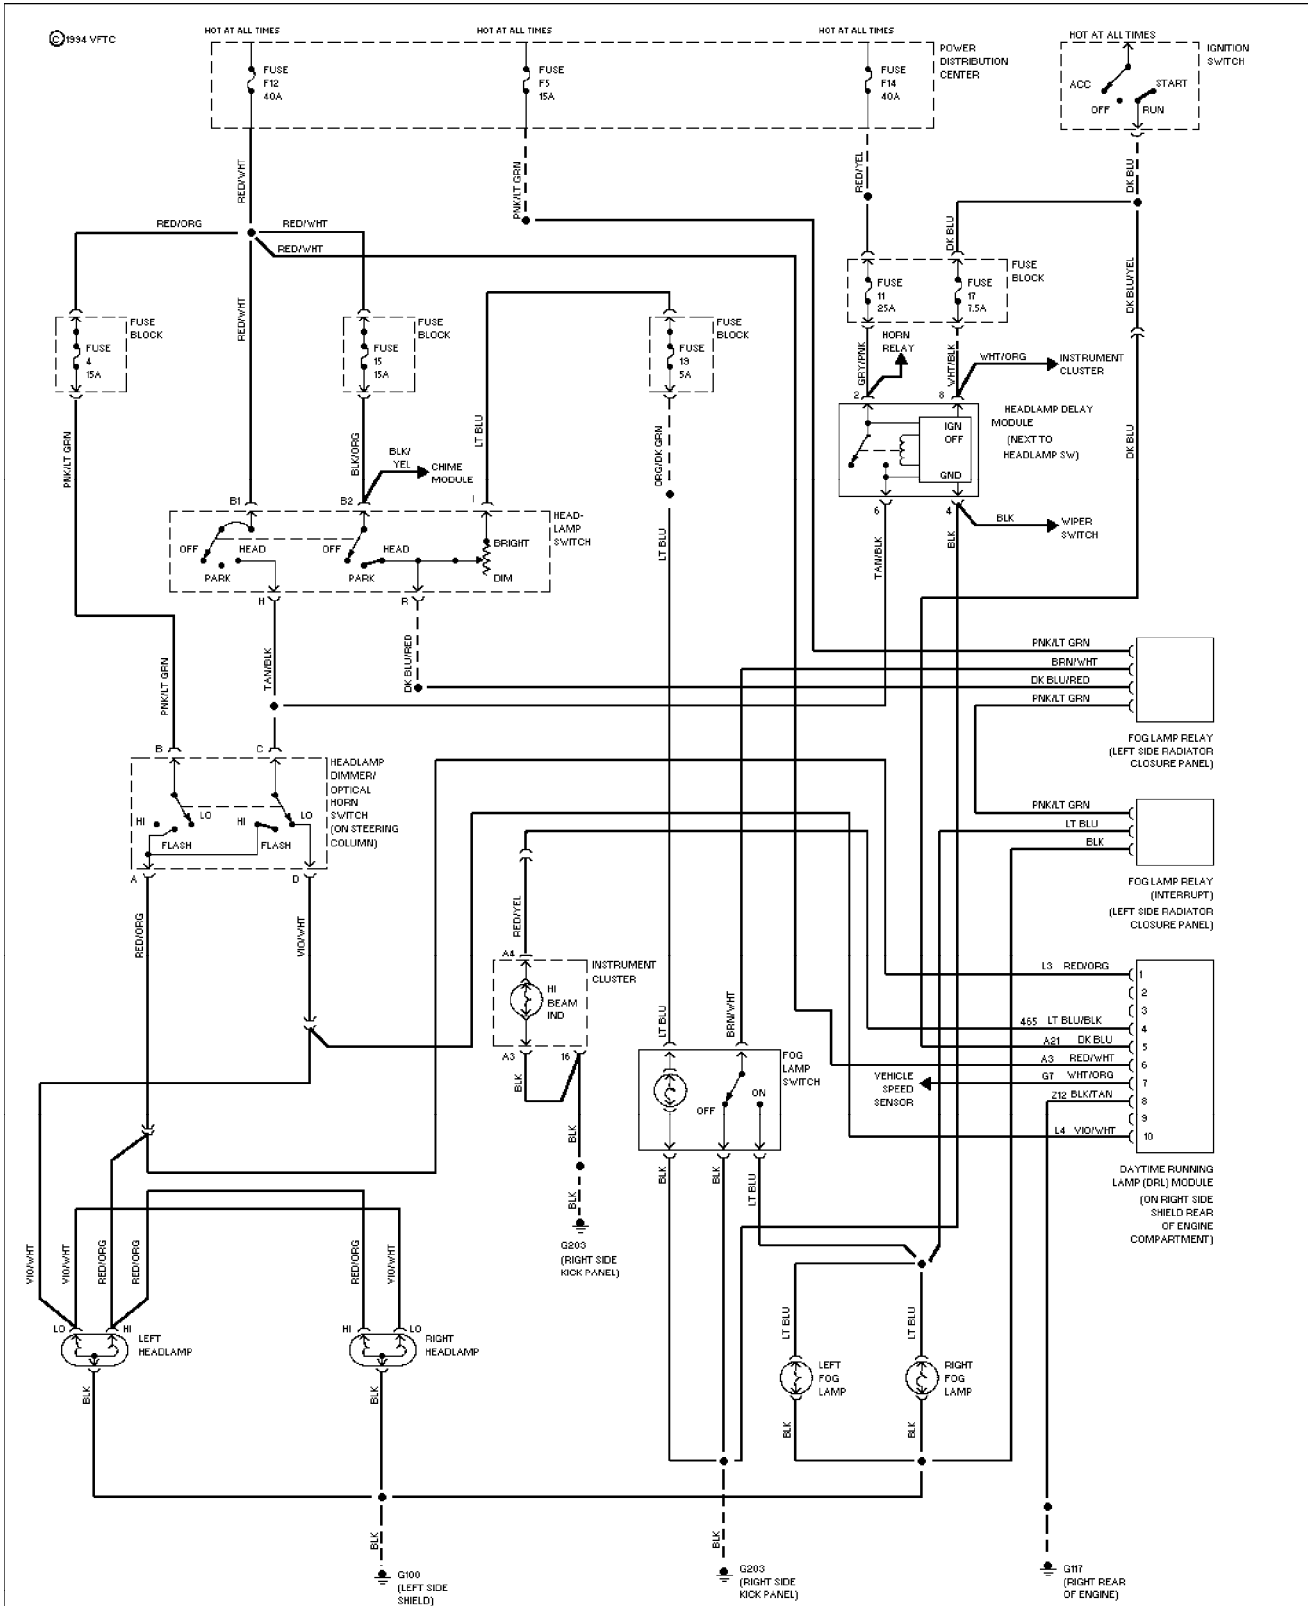 HOT AT ALL TIMES
HOT AT ALL TIMES
HOT AT ALL TIMES
HOT AT ALL TIMES
© 1994 VFTC
FUSE
F12
40A
FUSE
F5
15A
FUSE
F14
40A
POWER
DISTRIBUTION
CENTER
IGNITION
SWITCH
ACC
START
OFF
RUN
RED/WHT
PNK/LT GRN
RED/YEL
DK BLU
RED/ORG
RED/WHT
RED/WHT
DK BLU
RED/WHT
DK BLU/YEL
FUSE
4
15A
FUSE
BLOCK
FUSE
15
15A
FUSE
BLOCK
FUSE
19
5A
FUSE
BLOCK
FUSE
11
25A
FUSE
17
7.5A
FUSE
BLOCK
HORN
RELAY
GRY/PNK
WHT/BLK
WHT/ORG
INSTRUMENT
CLUSTER
2
8
HEADLAMP DELAY
MODULE
(NEXT TO
HEADLAMP SW)
IGN
OFF
GND
6
4
BLK
WIPER
SWITCH
TAN/BLK
BLK
DK BLU
PNK/LT GRN
BLK/ORG
BLK/
YEL
CHIME
MODULE
LT BLU
ORG/DK GRN
LT BLU
B1
B2
I
HEAD-
LAMP
SWITCH
OFF
HEAD
PARK
OFF
HEAD
PARK
BRIGHT
DIM
H
R
TAN/BLK
DK BLU/RED
PNK/LT GRN
PNK/LT GRN
BRN/WHT
DK BLU/RED
PNK/LT GRN
FOG LAMP RELAY
(LEFT SIDE RADIATOR
CLOSURE PANEL)
B
C
HEADLAMP
DIMMER/
OPTICAL
HORN
SWITCH
(ON STEERING
COLUMN)
HI
LO
FLASH
HI
LO
FLASH
A
D
PNK/LT GRN
LT BLU
BLK
FOG LAMP RELAY
(INTERRUPT)
(LEFT SIDE RADIATOR
CLOSURE PANEL)
RED/ORG
VIO/WHT
RED/YEL
A4
INSTRUMENT
CLUSTER
HI
BEAM
IND
A3
16
BLK
BLK
BLK
G203
(RIGHT SIDE
KICK PANEL)
LT BLU
BRN/WHT
FOG
LAMP
SWITCH
OFF
ON
BLK
BLK
LT BLU
VEHICLE
SPEED
SENSOR
L3 RED/ORG 1
2
3
465 LT BLU/BLK 4
A21 DK BLU 5
A3 RED/WHT 6
G7 WHT/ORG 7
Z12 BLK/TAN 8
9
L4 VIO/WHT 10
DAYTIME RUNNING
LAMP (DRL) MODULE
(ON RIGHT SIDE
SHIELD REAR
OF ENGINE
COMPARTMENT)
VIO/WHT
VIO/WHT
RED/ORG
RED/ORG
RED/ORG
VIO/WHT
LO
HI
LEFT
HEADLAMP
HI
LO
RIGHT
HEADLAMP
LT BLU
LT BLU
LEFT
FOG
LAMP
RIGHT
FOG
LAMP
BLK
BLK
BLK
BLK
BLK
G100
(LEFT SIDE
SHIELD)
BLK
G203
(RIGHT SIDE
KICK PANEL)
G117
(RIGHT REAR
OF ENGINE)